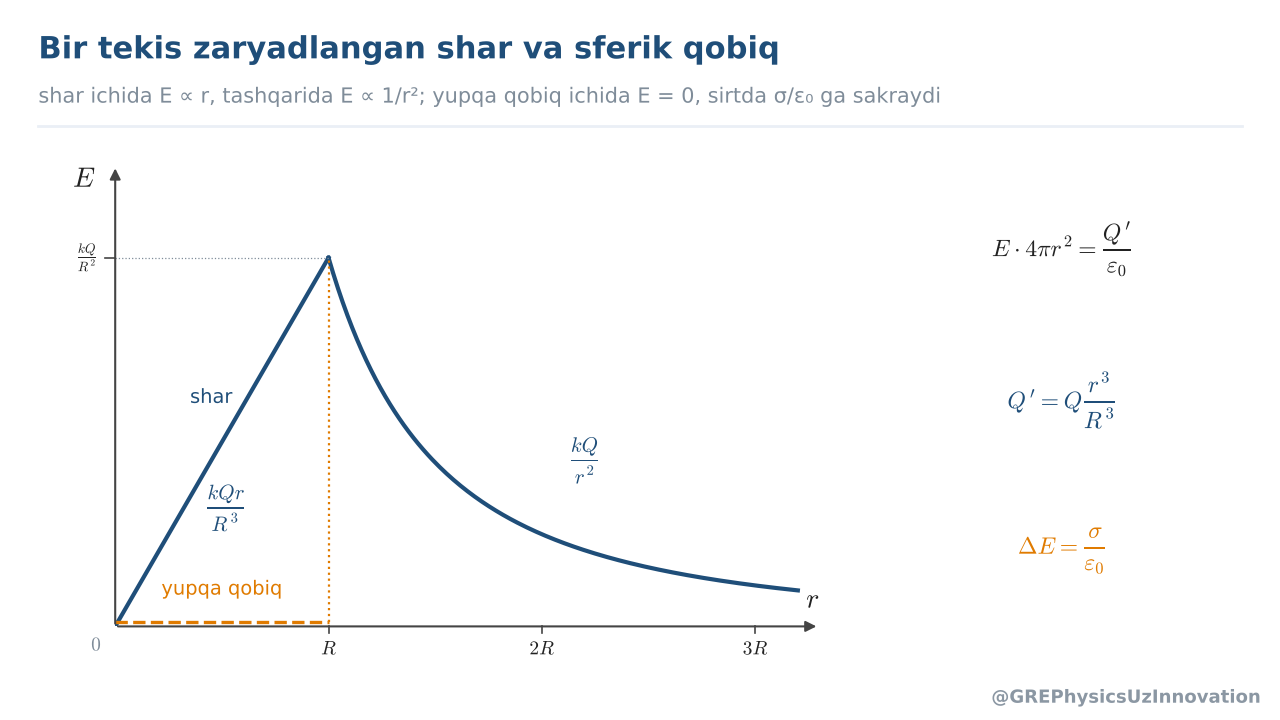 Bir tekis zaryadlangan shar va sferik qobiq
shar ichida E ∝ r, tashqarida E ∝ 1/r²; yupqa qobiq ichida E = 0, sirtda σ/ε₀ ga sakraydi
E
kQ/R²
shar
kQr/R³
yupqa qobiq
kQ/r²
r
0
R
2R
3R
E · 4πr² = Q′/ε₀
Q′ = Q r³/R³
ΔE = σ/ε₀
@GREPhysicsUzInnovation